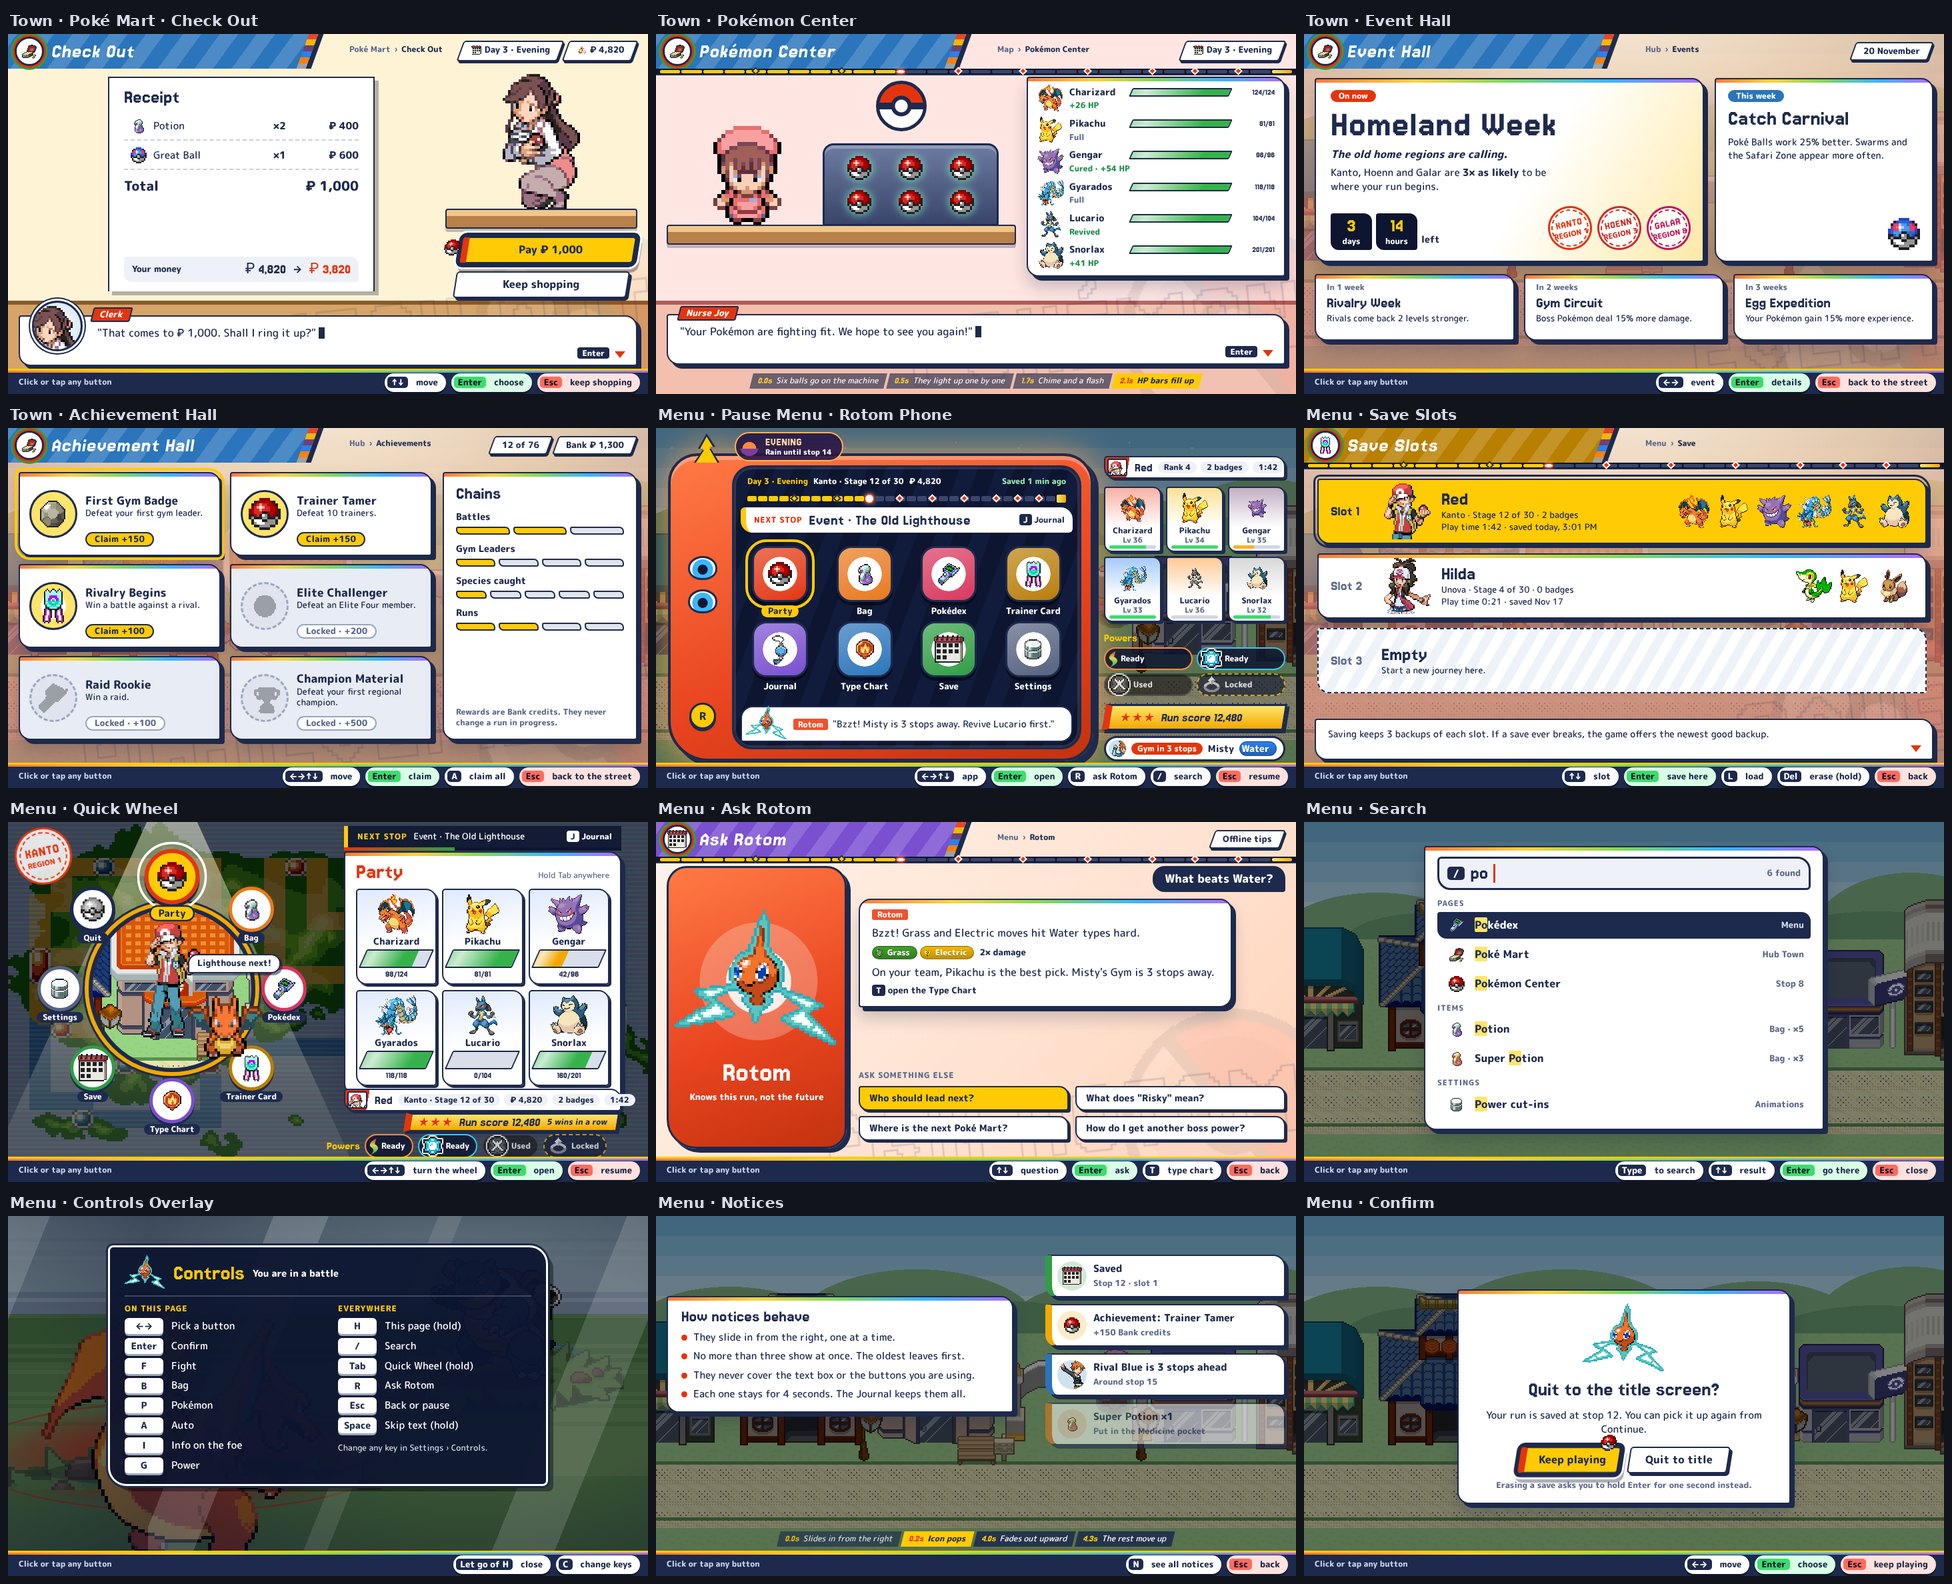 Town · Poké Mart · Check Out
Check Out
Poké Mart › Check Out
Day 3 · Evening
₽ 4,820
Receipt
Potion ×2 ₽ 400
Great Ball ×1 ₽ 600
Total ₽ 1,000
Your money ₽ 4,820 → ₽ 3,820
Pay ₽ 1,000
Keep shopping
Clerk
"That comes to ₽ 1,000. Shall I ring it up?"
Enter
Click or tap any button
↑↓ move Enter choose Esc keep shopping
Town · Pokémon Center
Pokémon Center
Map › Pokémon Center
Day 3 · Evening
Charizard 124/124
+26 HP
Pikachu 81/81
Full
Gengar 98/98
Cured · +54 HP
Gyarados 118/118
Full
Lucario 104/104
Revived
Snorlax 201/201
+41 HP
Nurse Joy
"Your Pokémon are fighting fit. We hope to see you again!"
Enter
0.0s Six balls go on the machine
0.5s They light up one by one
1.7s Chime and a flash
2.1s HP bars fill up
Town · Event Hall
Event Hall
Hub › Events
20 November
On now
Homeland Week
The old home regions are calling.
Kanto, Hoenn and Galar are 3× as likely to be
where your run begins.
3 days
14 hours
left
KANTO REGION 1
HOENN REGION 3
GALAR REGION 8
This week
Catch Carnival
Poké Balls work 25% better. Swarms and
the Safari Zone appear more often.
In 1 week
Rivalry Week
Rivals come back 2 levels stronger.
In 2 weeks
Gym Circuit
Boss Pokémon deal 15% more damage.
In 3 weeks
Egg Expedition
Your Pokémon gain 15% more experience.
Click or tap any button
←→ event Enter details Esc back to the street
Town · Achievement Hall
Achievement Hall
Hub › Achievements
12 of 76
Bank ₽ 1,300
First Gym Badge
Defeat your first gym leader.
Claim +150
Trainer Tamer
Defeat 10 trainers.
Claim +150
Rivalry Begins
Win a battle against a rival.
Claim +100
Elite Challenger
Defeat an Elite Four member.
Locked · +200
Raid Rookie
Win a raid.
Locked · +100
Champion Material
Defeat your first regional
champion.
Locked · +500
Chains
Battles
Gym Leaders
Species caught
Runs
Rewards are Bank credits. They never
change a run in progress.
Click or tap any button
←→↑↓ move Enter claim A claim all Esc back to the street
Menu · Pause Menu · Rotom Phone
EVENING
Rain until stop 14
Day 3 · Evening Kanto · Stage 12 of 30 ₽ 4,820 Saved 1 min ago
NEXT STOP Event · The Old Lighthouse J Journal
Party
Bag
Pokédex
Trainer Card
Journal
Type Chart
Save
Settings
R
Rotom "Bzzt! Misty is 3 stops away. Revive Lucario first."
Red Rank 4 2 badges 1:42
Charizard
Lv 36
Pikachu
Lv 34
Gengar
Lv 35
Gyarados
Lv 33
Lucario
Lv 36
Snorlax
Lv 32
Powers
Ready
Ready
Used
Locked
★★★ Run score 12,480
Gym in 3 stops Misty Water
Click or tap any button
←→↑↓ app Enter open R ask Rotom / search Esc resume
Menu · Save Slots
Save Slots
Menu › Save
Slot 1
Red
Kanto · Stage 12 of 30 · 2 badges
Play time 1:42 · saved today, 3:01 PM
Slot 2
Hilda
Unova · Stage 4 of 30 · 0 badges
Play time 0:21 · saved Nov 17
Slot 3
Empty
Start a new journey here.
Saving keeps 3 backups of each slot. If a save ever breaks, the game offers the newest good backup.
Click or tap any button
↑↓ slot Enter save here L load Del erase (hold) Esc back
Menu · Quick Wheel
KANTO REGION 1
Party
Bag
Pokédex
Trainer Card
Type Chart
Save
Settings
Quit
Lighthouse next!
NEXT STOP Event · The Old Lighthouse J Journal
Party
Hold Tab anywhere
Charizard
98/124
Pikachu
81/81
Gengar
42/98
Gyarados
118/118
Lucario
0/104
Snorlax
160/201
Red Kanto · Stage 12 of 30 ₽ 4,820 2 badges 1:42
★★★ Run score 12,480 5 wins in a row
Powers Ready Ready Used Locked
Click or tap any button
←→↑↓ turn the wheel Enter open Esc resume
Menu · Ask Rotom
Ask Rotom
Menu › Rotom
Offline tips
Rotom
Knows this run, not the future
What beats Water?
Rotom
Bzzt! Grass and Electric moves hit Water types hard.
Grass Electric 2× damage
On your team, Pikachu is the best pick. Misty's Gym is 3 stops away.
T open the Type Chart
ASK SOMETHING ELSE
Who should lead next?
What does "Risky" mean?
Where is the next Poké Mart?
How do I get another boss power?
Click or tap any button
↑↓ question Enter ask T type chart Esc back
Menu · Search
/ po
6 found
PAGES
Pokédex Menu
Poké Mart Hub Town
Pokémon Center Stop 8
ITEMS
Potion Bag · ×5
Super Potion Bag · ×3
SETTINGS
Power cut-ins Animations
Click or tap any button
Type to search ↑↓ result Enter go there Esc close
Menu · Controls Overlay
Controls You are in a battle
ON THIS PAGE
←→ Pick a button
Enter Confirm
F Fight
B Bag
P Pokémon
A Auto
I Info on the foe
G Power
EVERYWHERE
H This page (hold)
/ Search
Tab Quick Wheel (hold)
R Ask Rotom
Esc Back or pause
Space Skip text (hold)
Change any key in Settings › Controls.
Click or tap any button
Let go of H close C change keys
Menu · Notices
How notices behave
They slide in from the right, one at a time.
No more than three show at once. The oldest leaves first.
They never cover the text box or the buttons you are using.
Each one stays for 4 seconds. The Journal keeps them all.
Saved
Stop 12 · slot 1
Achievement: Trainer Tamer
+150 Bank credits
Rival Blue is 3 stops ahead
Around stop 15
Super Potion ×1
Put in the Medicine pocket
0.0s Slides in from the right
0.2s Icon pops
4.0s Fades out upward
4.3s The rest move up
Click or tap any button
N see all notices Esc back
Menu · Confirm
Quit to the title screen?
Your run is saved at stop 12. You can pick it up again from
Continue.
Keep playing
Quit to title
Erasing a save asks you to hold Enter for one second instead.
Click or tap any button
←→ move Enter choose Esc keep playing